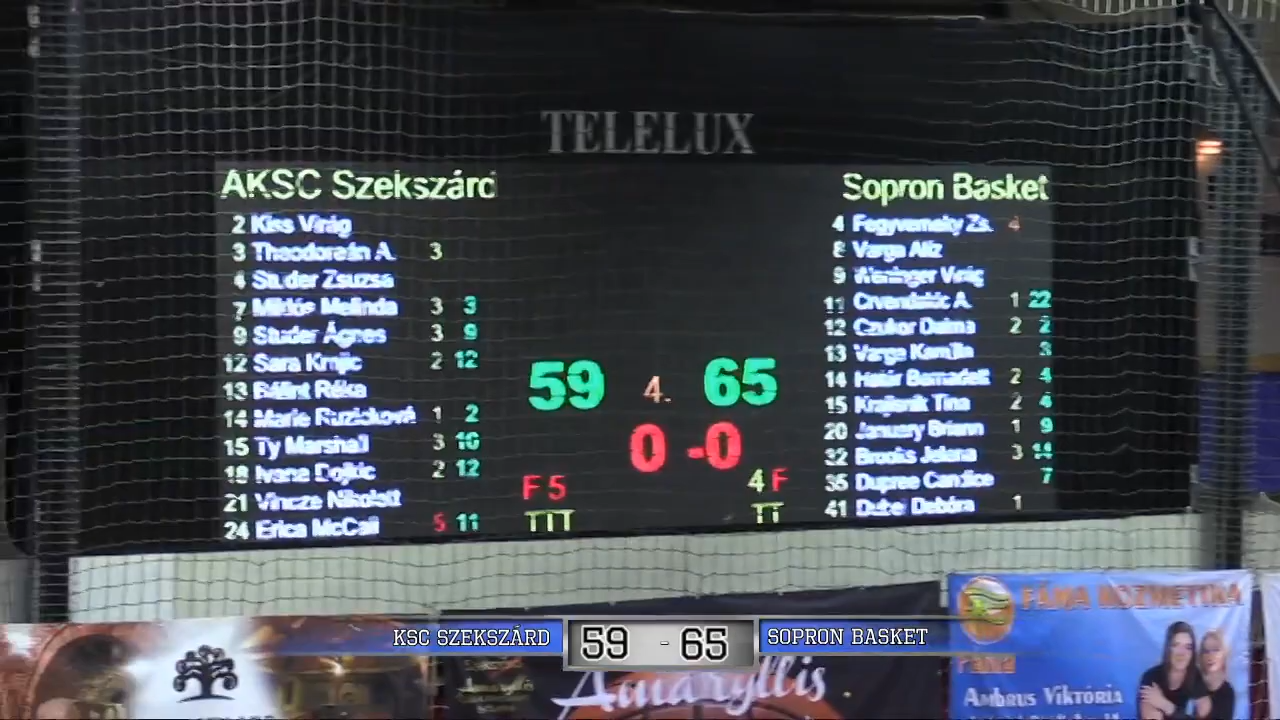 TELELUX
AKSC Szekszárd
2 Kiss Virág
3 Theodoreán A. 3
4 Studer Zsuzsa
7 Miklós Melinda 3 3
9 Studer Ágnes 3 9
12 Sara Krnjic 2 12
13 Bálint Réka
14 Marie Ruzicková 1 2
15 Ty Marshall 3 10
18 Ivana Dojkic 2 12
21 Vincze Nikolett
24 Erica McCall 5 11
59 4. 65
0 - 0
F 5 4 F
Sopron Basket
4 Fegyverneky Zs. 4
8 Varga Alíz
9 Weninger Virág
11 Crvendakic A. 1 22
12 Czukor Dalma 2 2
13 Varga Kamilla 3
14 Határ Bernadett 2 4
15 Krajisnik Tina 2 4
20 January Briann 1 9
32 Brooks Jelena 3 14
35 Dupree Candice 7
41 Dubei Debóra 1
FÁMA KOZMETIKA
KSC SZEKSZÁRD 59 - 65 SOPRON BASKET
Amaryllis
Ambrus Viktória